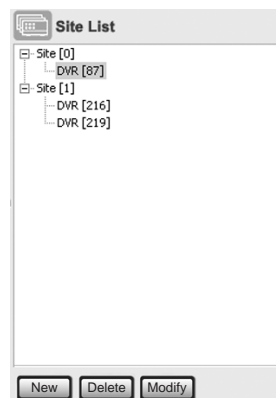 Site List
Site [0]
DVR [87]
Site [1]
DVR [216]
DVR [219]
New Delete Modify